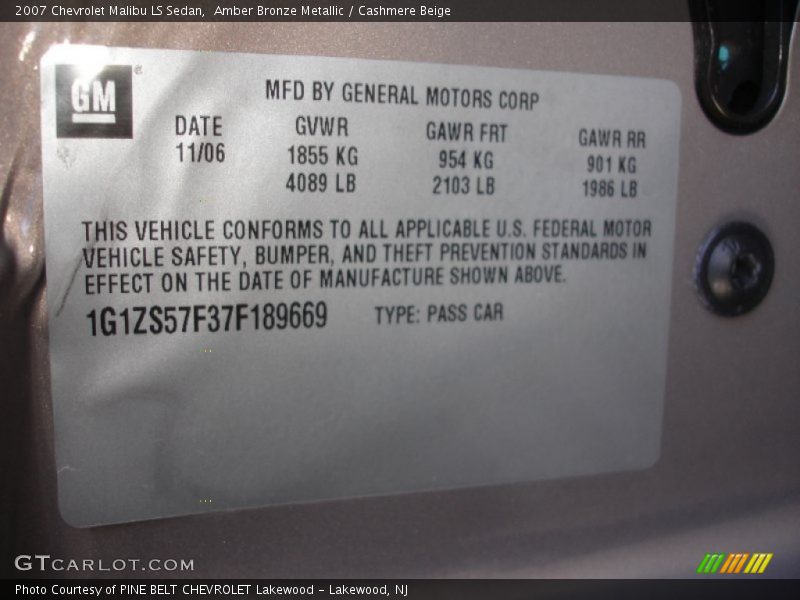 2007 Chevrolet Malibu LS Sedan, Amber Bronze Metallic / Cashmere Beige
GM
MFD BY GENERAL MOTORS CORP
DATE GVWR GAWR FRT GAWR RR
11/06 1855 KG 954 KG 901 KG
4089 LB 2103 LB 1986 LB
THIS VEHICLE CONFORMS TO ALL APPLICABLE U.S. FEDERAL MOTOR
VEHICLE SAFETY, BUMPER, AND THEFT PREVENTION STANDARDS IN
EFFECT ON THE DATE OF MANUFACTURE SHOWN ABOVE.
1G1ZS57F37F189669 TYPE: PASS CAR
GTCARLOT.COM
Photo Courtesy of PINE BELT CHEVROLET Lakewood - Lakewood, NJ